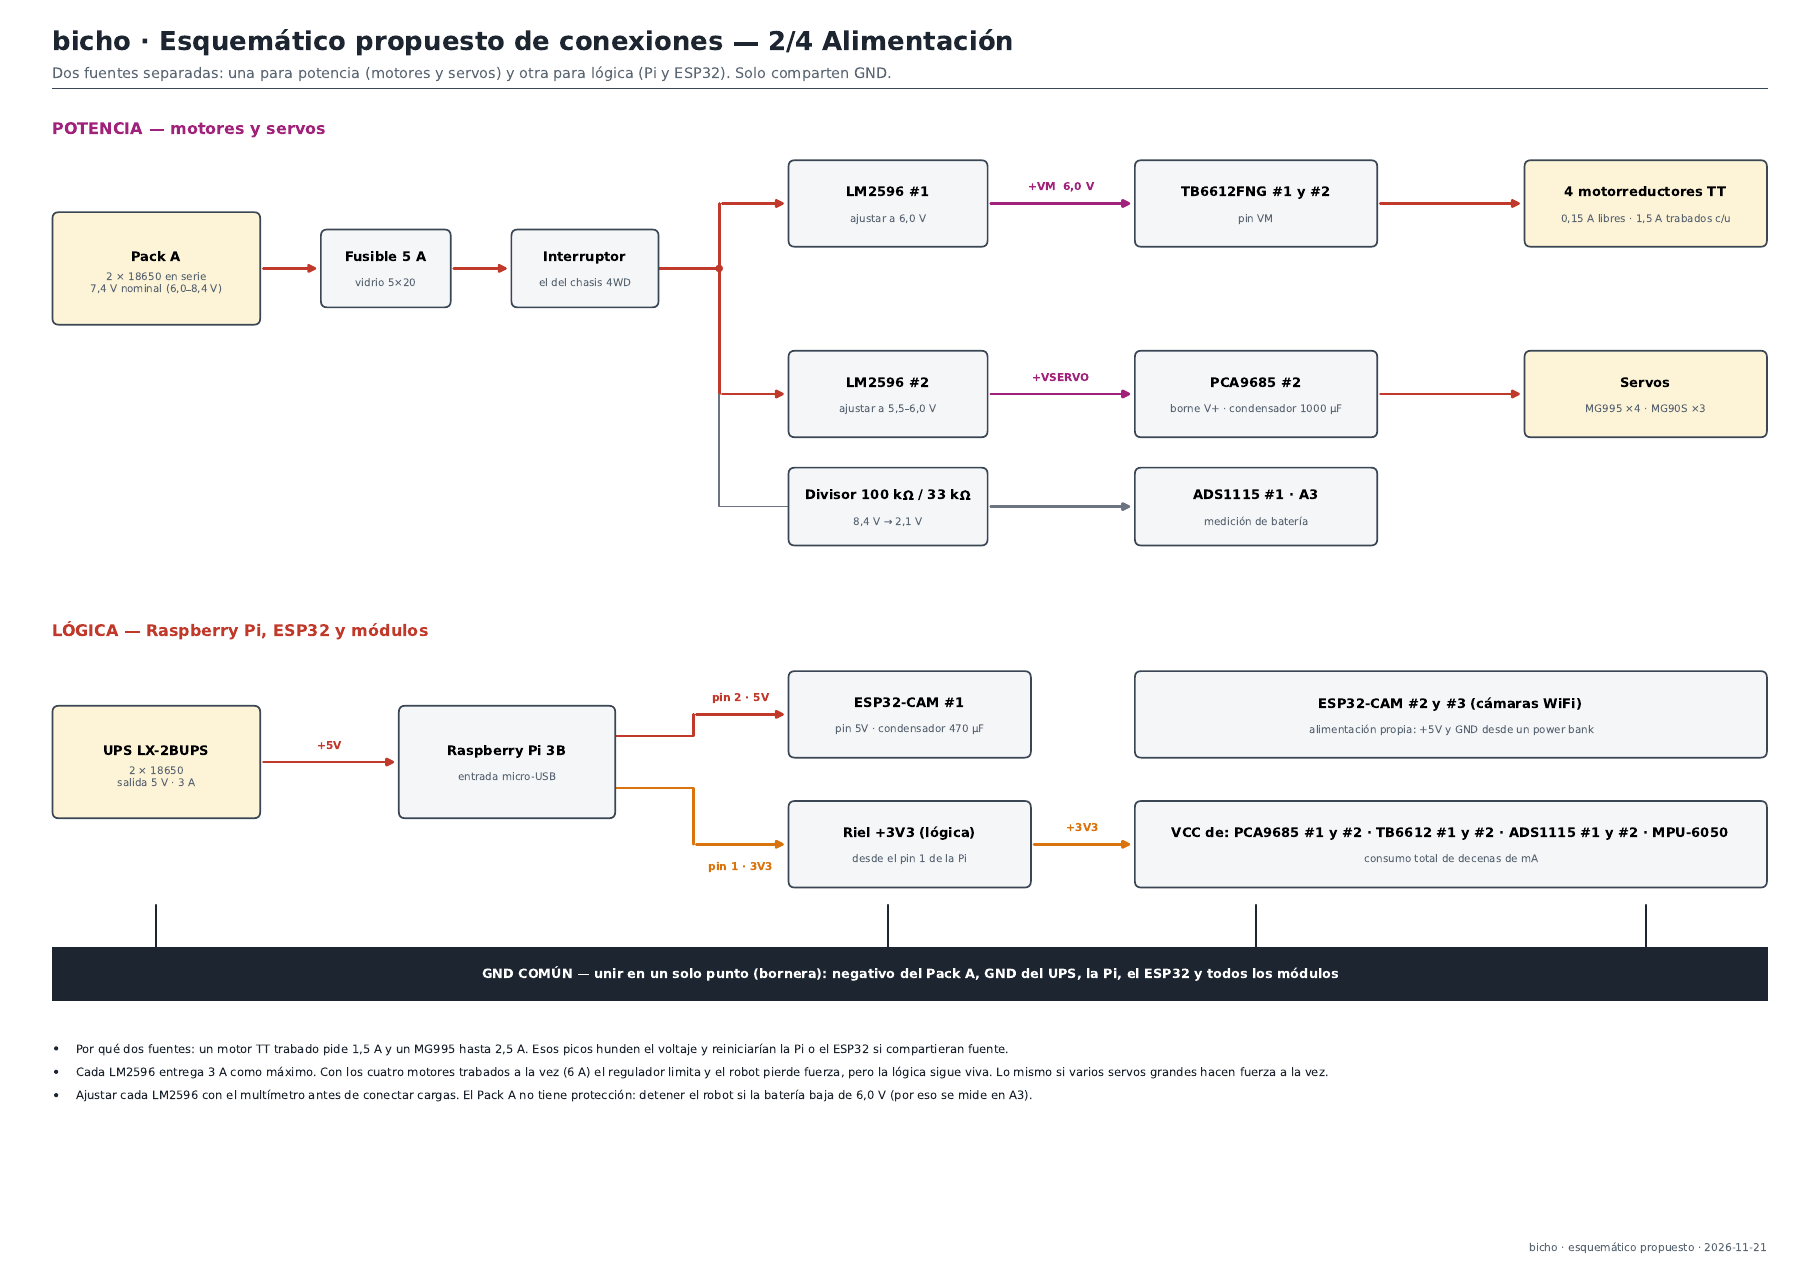 bicho · Esquemático propuesto de conexiones — 2/4 Alimentación
Dos fuentes separadas: una para potencia (motores y servos) y otra para lógica (Pi y ESP32). Solo comparten GND.
POTENCIA — motores y servos
Pack A
2 × 18650 en serie
7,4 V nominal (6,0–8,4 V)
Fusible 5 A
vidrio 5×20
Interruptor
el del chasis 4WD
LM2596 #1
ajustar a 6,0 V
+VM 6,0 V
TB6612FNG #1 y #2
pin VM
4 motorreductores TT
0,15 A libres · 1,5 A trabados c/u
LM2596 #2
ajustar a 5,5–6,0 V
+VSERVO
PCA9685 #2
borne V+ · condensador 1000 µF
Servos
MG995 ×4 · MG90S ×3
Divisor 100 kΩ / 33 kΩ
8,4 V → 2,1 V
ADS1115 #1 · A3
medición de batería
LÓGICA — Raspberry Pi, ESP32 y módulos
UPS LX-2BUPS
2 × 18650
salida 5 V · 3 A
+5V
Raspberry Pi 3B
entrada micro-USB
pin 2 · 5V
ESP32-CAM #1
pin 5V · condensador 470 µF
ESP32-CAM #2 y #3 (cámaras WiFi)
alimentación propia: +5V y GND desde un power bank
pin 1 · 3V3
Riel +3V3 (lógica)
desde el pin 1 de la Pi
+3V3
VCC de: PCA9685 #1 y #2 · TB6612 #1 y #2 · ADS1115 #1 y #2 · MPU-6050
consumo total de decenas de mA
GND COMÚN — unir en un solo punto (bornera): negativo del Pack A, GND del UPS, la Pi, el ESP32 y todos los módulos
• Por qué dos fuentes: un motor TT trabado pide 1,5 A y un MG995 hasta 2,5 A. Esos picos hunden el voltaje y reiniciarían la Pi o el ESP32 si compartieran fuente.
• Cada LM2596 entrega 3 A como máximo. Con los cuatro motores trabados a la vez (6 A) el regulador limita y el robot pierde fuerza, pero la lógica sigue viva. Lo mismo si varios servos grandes hacen fuerza a la vez.
• Ajustar cada LM2596 con el multímetro antes de conectar cargas. El Pack A no tiene protección: detener el robot si la batería baja de 6,0 V (por eso se mide en A3).
bicho · esquemático propuesto · 2026-11-21